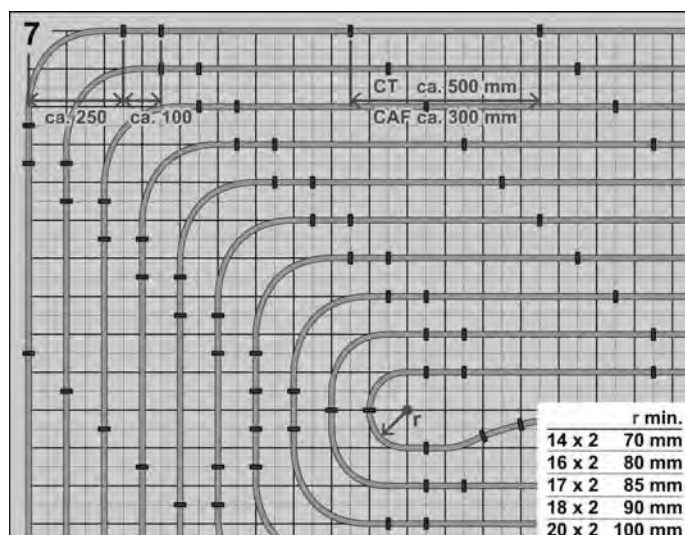 7
CT ca. 500 mm
ca. 250 ca. 100 CAF ca. 300 mm
r
r min.
14 x 2 70 mm
16 x 2 80 mm
17 x 2 85 mm
18 x 2 90 mm
20 x 2 100 mm